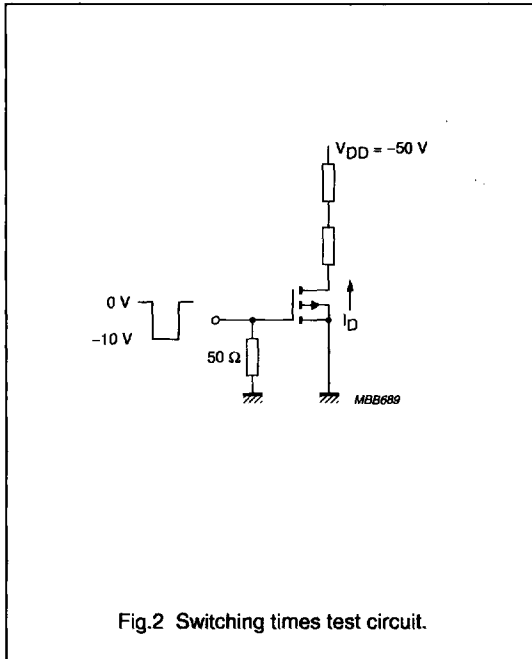 V_DD = −50 V
0 V
−10 V
50 Ω
I_D
MBB689
Fig.2 Switching times test circuit.